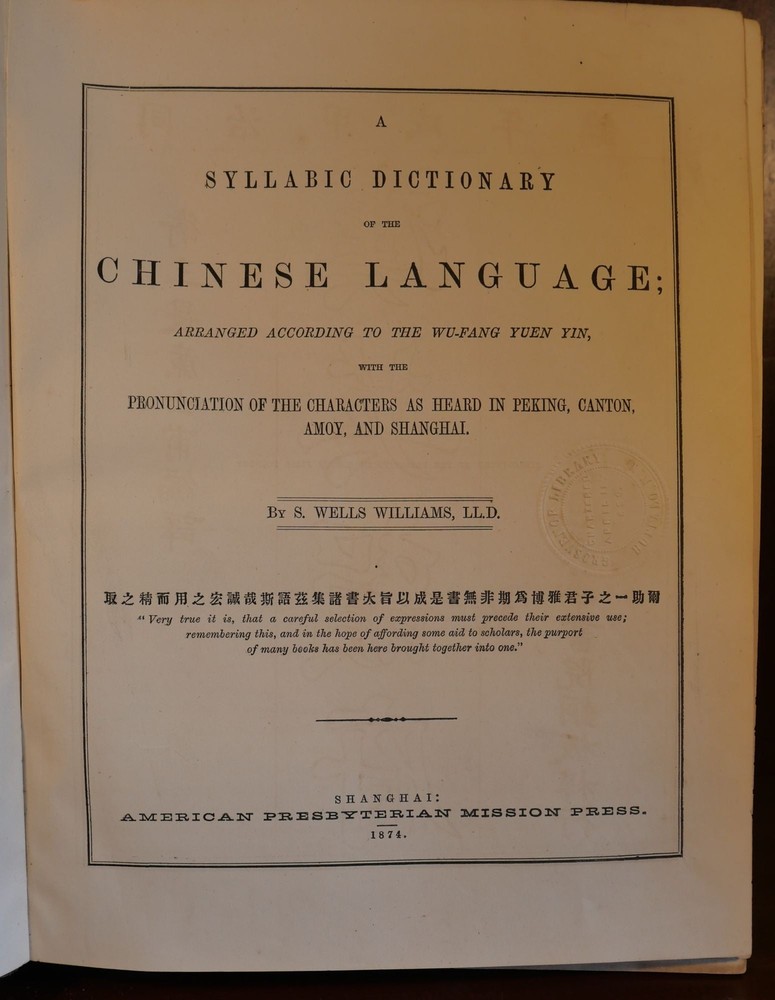 A
SYLLABIC DICTIONARY
OF THE
CHINESE LANGUAGE;
ARRANGED ACCORDING TO THE WU-FANG YUEN YIN,
WITH THE
PRONUNCIATION OF THE CHARACTERS AS HEARD IN PEKING, CANTON,
AMOY, AND SHANGHAI.
BY S. WELLS WILLIAMS, LL.D.
LIBRARY
CHARTERED
取之精而用之宏誠哉斯語茲集諸書大旨以成是書無非期爲博雅君子之一助爾
"Very true it is, that a careful selection of expressions must precede their extensive use;
remembering this, and in the hope of affording some aid to scholars, the purport
of many books has been here brought together into one."
SHANGHAI:
AMERICAN PRESBYTERIAN MISSION PRESS.
1874.